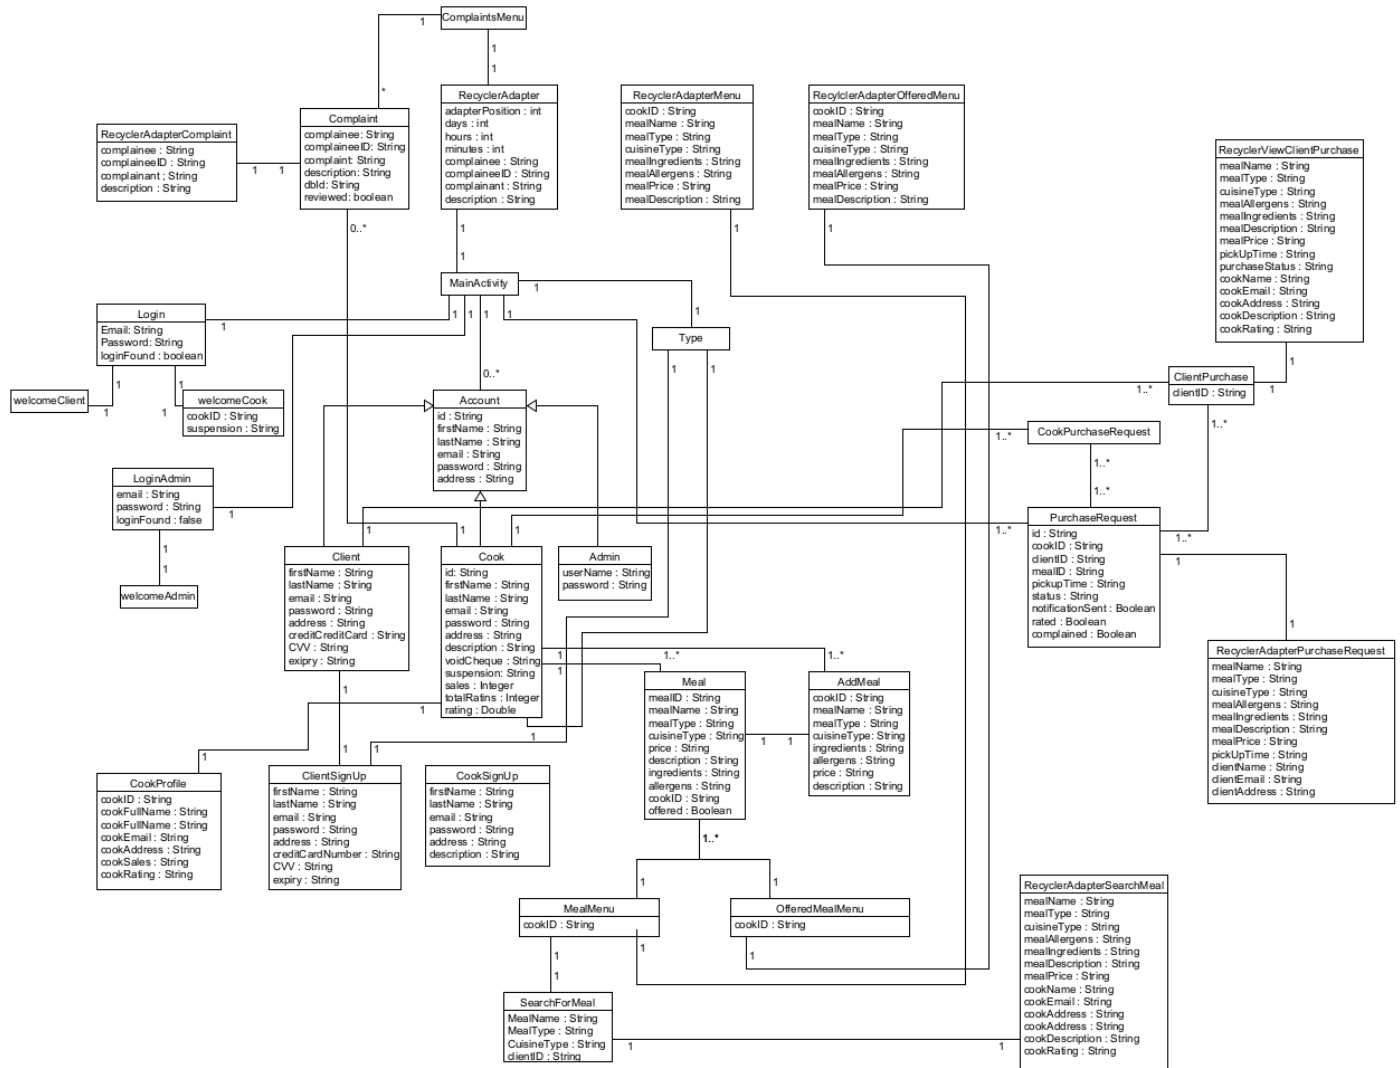 ComplaintsMenu
1
1
1
*
RecyclerAdapter
adapterPosition : int
days : int
hours : int
minutes : int
complainee : String
complaineeID : String
complainant : String
description : String
RecyclerAdapterMenu
cookID : String
mealName : String
mealType : String
cuisineType : String
mealIngredients : String
mealAllergens : String
mealPrice : String
mealDescription : String
RecylclerAdapterOfferedMenu
cookID ; String
mealName : String
mealType : String
cuisineType : String
mealIngredients : String
mealAllergens : String
mealPrice : String
mealDescription : String
Complaint
complainee: String
complaineeID: String
complaint: String
description: String
dbId: String
reviewed: boolean
RecyclerAdapterComplaint
complainee : String
complaineeID : String
complainant ; String
description : String
1
1
0..*
1
1
1
1
RecyclerViewClientPurchase
mealName : String
mealType : String
cuisineType : String
mealAllergens : String
mealIngredients : String
mealDescription : String
mealPrice : String
pickUpTime : String
purchaseStatus : String
cookName : String
cookEmail : String
cookAddress : String
cookDescription : String
cookRating : String
MainActivity
1
1
1
1
1
1
1
Login
Email: String
Password: String
loginFound : boolean
1
Type
1
1
1
1
1
welcomeClient
1
1
welcomeCook
cookID : String
suspension : String
0..*
Account
id : String
firstName : String
lastName : String
email : String
password : String
address : String
ClientPurchase
clientID : String
1..*
1
1..*
CookPurchaseRequest
1..*
1..*
1..*
LoginAdmin
email : String
password : String
loginFound : false
1
1
1
welcomeAdmin
PurchaseRequest
id : String
cookID : String
clientID : String
mealID : String
pickupTime : String
status : String
notificationSent : Boolean
rated : Boolean
complained : Boolean
1..*
1..*
1
1
1
1
1
Client
firstName : String
lastName : String
email : String
password : String
address : String
creditCreditCard : String
CVV : String
exipry : String
Cook
id: String
firstName : String
lastName : String
email : String
password : String
address : String
description : String
voidCheque : String
suspension: String
sales : Integer
totalRatins : Integer
rating : Double
Admin
userName : String
password : String
RecyclerAdapterPurchaseRequest
mealName : String
mealType : String
cuisineType : String
mealAllergens : String
mealIngredients : String
mealDescription : String
mealPrice : String
pickUpTime : String
clientName : String
clientEmail : String
clientAddress : String
1
1
1..*
1..*
Meal
mealID : String
mealName : String
mealType : String
cuisineType : String
price : String
description : String
ingredients : String
allergens : String
cookID : String
offered : Boolean
AddMeal
cookID : String
mealName : String
mealType : String
cuisineType: String
ingredients : String
allergens : String
price : String
description : String
1
1
1
1
1
1
1
1
CookProfile
cookID : String
cookFullName : String
cookFullName : String
cookEmail : String
cookAddress : String
cookSales : String
cookRating : String
ClientSignUp
firstName : String
lastName : String
email : String
password : String
address : String
creditCardNumber : String
CVV : String
expiry : String
CookSignUp
firstName : String
lastName : String
email : String
password : String
address : String
description : String
1..*
1
1
MealMenu
cookID : String
OfferedMealMenu
cookID : String
1
1
1
1
SearchForMeal
MealName : String
MealType : String
CuisineType : String
clientID : String
1
1
RecyclerAdapterSearchMeal
mealName : String
mealType : String
cuisineType : String
mealAllergens : String
mealIngredients : String
mealDescription : String
mealPrice : String
cookName : String
cookEmail : String
cookAddress : String
cookAddress : String
cookDescription : String
cookRating : String